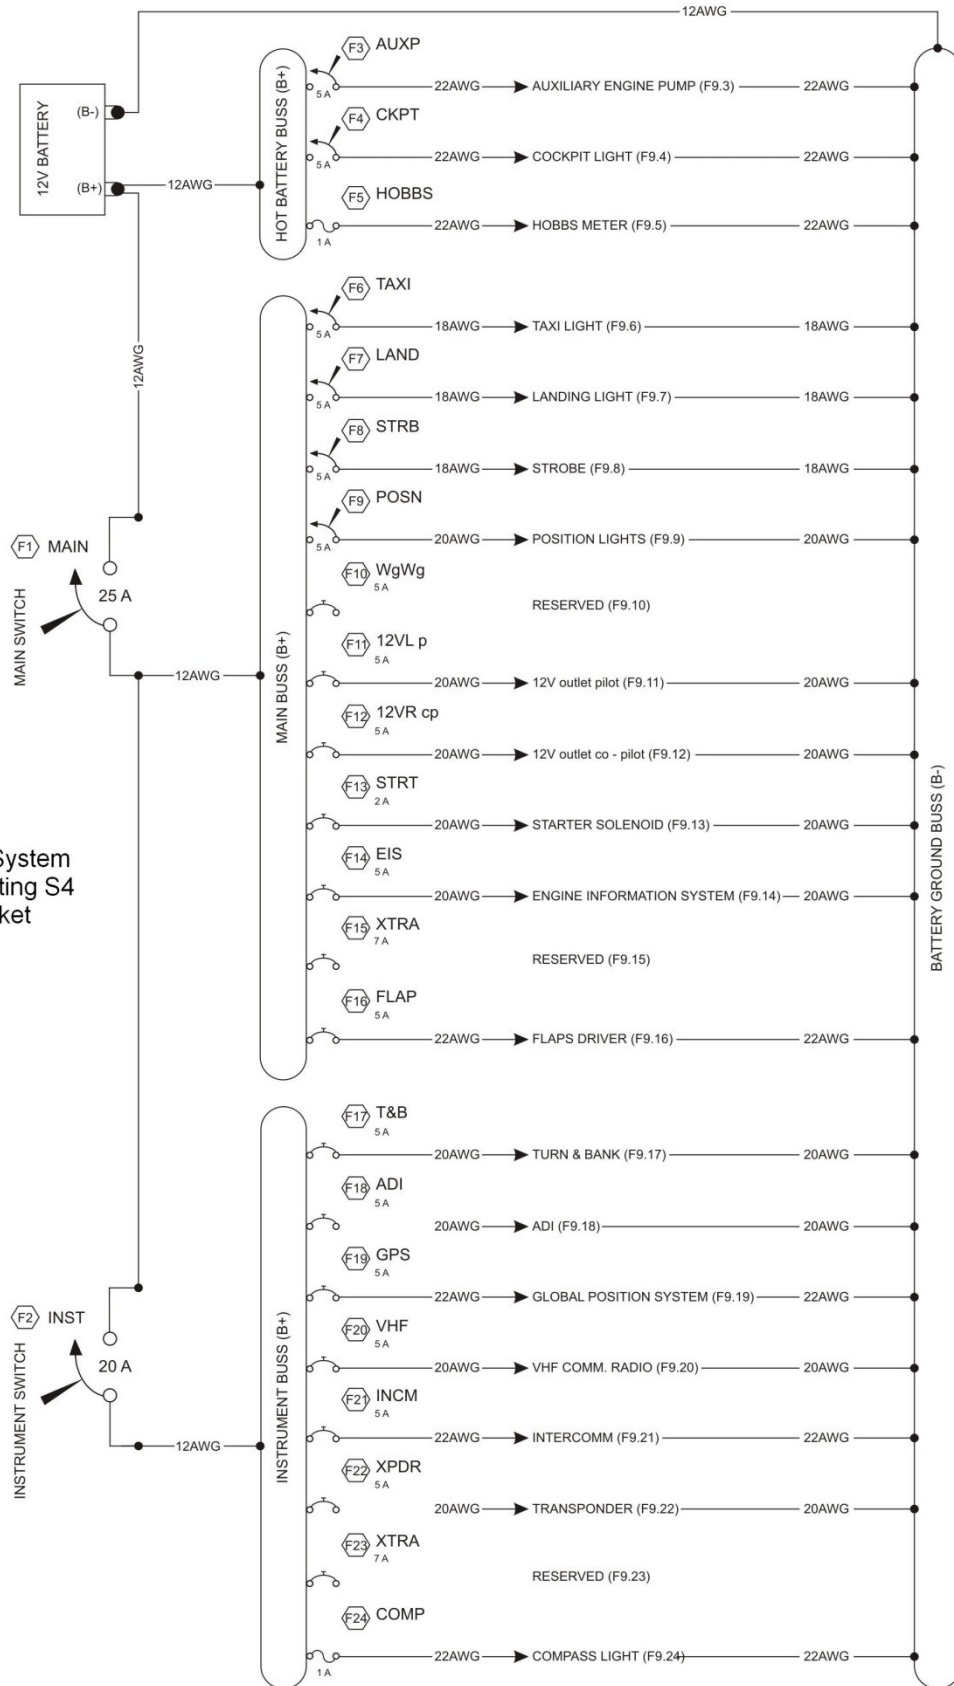 12AWG
12V BATTERY
(B-)
(B+)
12AWG
12AWG
HOT BATTERY BUSS (B+)
F3 AUXP
5 A
22AWG AUXILIARY ENGINE PUMP (F9.3) 22AWG
F4 CKPT
5 A
22AWG COCKPIT LIGHT (F9.4) 22AWG
F5 HOBBS
1 A
22AWG HOBBS METER (F9.5) 22AWG
F1 MAIN
25 A
MAIN SWITCH
12AWG
MAIN BUSS (B+)
F6 TAXI
5 A
18AWG TAXI LIGHT (F9.6) 18AWG
F7 LAND
5 A
18AWG LANDING LIGHT (F9.7) 18AWG
F8 STRB
5 A
18AWG STROBE (F9.8) 18AWG
F9 POSN
5 A
20AWG POSITION LIGHTS (F9.9) 20AWG
F10 WgWg
5 A
RESERVED (F9.10)
F11 12VL p
5 A
20AWG 12V outlet pilot (F9.11) 20AWG
F12 12VR cp
5 A
20AWG 12V outlet co - pilot (F9.12) 20AWG
F13 STRT
2 A
20AWG STARTER SOLENOID (F9.13) 20AWG
F14 EIS
5 A
20AWG ENGINE INFORMATION SYSTEM (F9.14) 20AWG
F15 XTRA
7 A
RESERVED (F9.15)
F16 FLAP
5 A
22AWG FLAPS DRIVER (F9.16) 22AWG
BATTERY GROUND BUSS (B-)
System
ting S4
ket
F2 INST
20 A
INSTRUMENT SWITCH
12AWG
INSTRUMENT BUSS (B+)
F17 T&B
5 A
20AWG TURN & BANK (F9.17) 20AWG
F18 ADI
5 A
20AWG ADI (F9.18) 20AWG
F19 GPS
5 A
22AWG GLOBAL POSITION SYSTEM (F9.19) 22AWG
F20 VHF
5 A
20AWG VHF COMM. RADIO (F9.20) 20AWG
F21 INCM
5 A
22AWG INTERCOMM (F9.21) 22AWG
F22 XPDR
5 A
20AWG TRANSPONDER (F9.22) 20AWG
F23 XTRA
7 A
RESERVED (F9.23)
F24 COMP
1 A
22AWG COMPASS LIGHT (F9.24) 22AWG